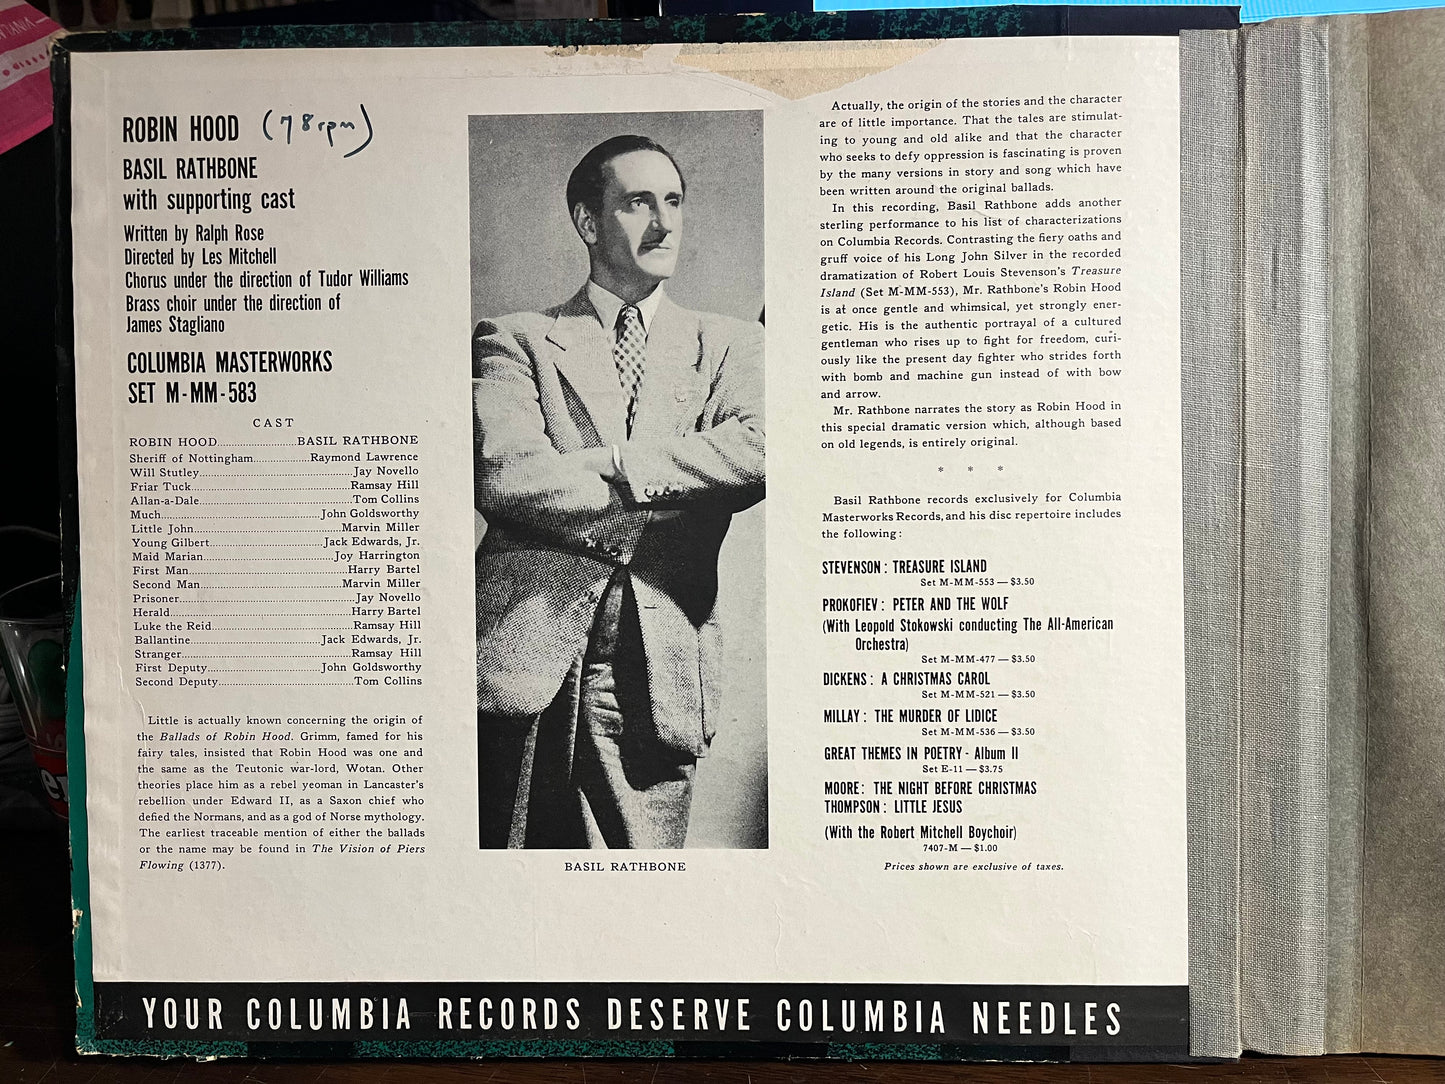 ROBIN HOOD (78 rpm)
BASIL RATHBONE
with supporting cast
Written by Ralph Rose
Directed by Les Mitchell
Chorus under the direction of Tudor Williams
Brass choir under the direction of
James Stagliano
COLUMBIA MASTERWORKS
SET M-MM-583
CAST
ROBIN HOOD..........................BASIL RATHBONE
Sheriff of Nottingham..................Raymond Lawrence
Will Stutley..................................................Jay Novello
Friar Tuck.....................................................Ramsay Hill
Allan-a-Dale..................................................Tom Collins
Much.....................................................John Goldsworthy
Little John................................................Marvin Miller
Young Gilbert......................................Jack Edwards, Jr.
Maid Marian...........................................Joy Harrington
First Man..................................................Harry Bartel
Second Man..............................................Marvin Miller
Prisoner.....................................................Jay Novello
Herald........................................................Harry Bartel
Luke the Reid..............................................Ramsay Hill
Ballantine...........................................Jack Edwards, Jr.
Stranger.....................................................Ramsay Hill
First Deputy......................................John Goldsworthy
Second Deputy.............................................Tom Collins
Little is actually known concerning the origin of
the Ballads of Robin Hood. Grimm, famed for his
fairy tales, insisted that Robin Hood was one and
the same as the Teutonic war-lord, Wotan. Other
theories place him as a rebel yeoman in Lancaster's
rebellion under Edward II, as a Saxon chief who
defied the Normans, and as a god of Norse mythology.
The earliest traceable mention of either the ballads
or the name may be found in The Vision of Piers
Flowing (1377).
BASIL RATHBONE
Actually, the origin of the stories and the character
are of little importance. That the tales are stimulat-
ing to young and old alike and that the character
who seeks to defy oppression is fascinating is proven
by the many versions in story and song which have
been written around the original ballads.
In this recording, Basil Rathbone adds another
sterling performance to his list of characterizations
on Columbia Records. Contrasting the fiery oaths and
gruff voice of his Long John Silver in the recorded
dramatization of Robert Louis Stevenson's Treasure
Island (Set M-MM-553), Mr. Rathbone's Robin Hood
is at once gentle and whimsical, yet strongly ener-
getic. His is the authentic portrayal of a cultured
gentleman who rises up to fight for freedom, curi-
ously like the present day fighter who strides forth
with bomb and machine gun instead of with bow
and arrow.
Mr. Rathbone narrates the story as Robin Hood in
this special dramatic version which, although based
on old legends, is entirely original.
* * *
Basil Rathbone records exclusively for Columbia
Masterworks Records, and his disc repertoire includes
the following:
STEVENSON: TREASURE ISLAND
Set M-MM-553 — $3.50
PROKOFIEV: PETER AND THE WOLF
(With Leopold Stokowski conducting The All-American
Orchestra)
Set M-MM-477 — $3.50
DICKENS: A CHRISTMAS CAROL
Set M-MM-521 — $3.50
MILLAY: THE MURDER OF LIDICE
Set M-MM-536 — $3.50
GREAT THEMES IN POETRY - Album II
Set E-11 — $3.75
MOORE: THE NIGHT BEFORE CHRISTMAS
THOMPSON: LITTLE JESUS
(With the Robert Mitchell Boychoir)
7407-M — $1.00
Prices shown are exclusive of taxes.
YOUR COLUMBIA RECORDS DESERVE COLUMBIA NEEDLES